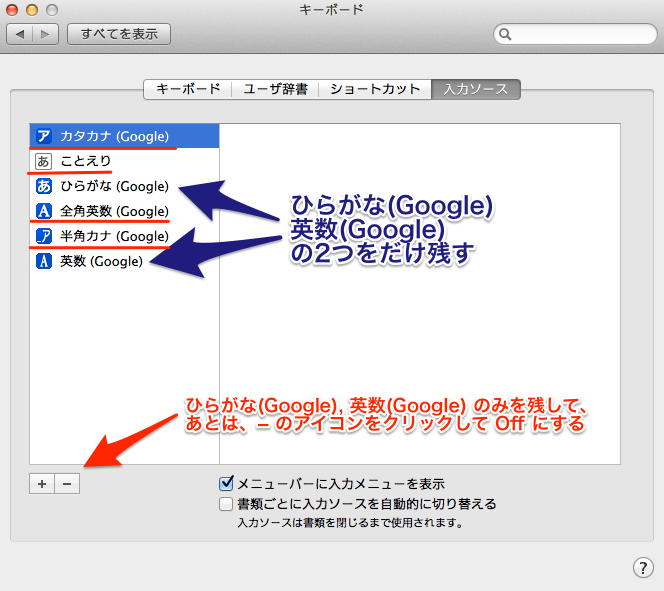 キーボード
すべてを表示
キーボード ユーザ辞書 ショートカット 入力ソース
ア カタカナ (Google)
あ ことえり
あ ひらがな (Google)
A 全角英数 (Google)
ア 半角カナ (Google)
A 英数 (Google)
ひらがな(Google)
英数(Google)
の2つをだけ残す
ひらがな(Google), 英数(Google) のみを残して、
あとは、– のアイコンをクリックして Off にする
+ −
メニューバーに入力メニューを表示
書類ごとに入力ソースを自動的に切り替える
入力ソースは書類を閉じるまで使用されます。
?